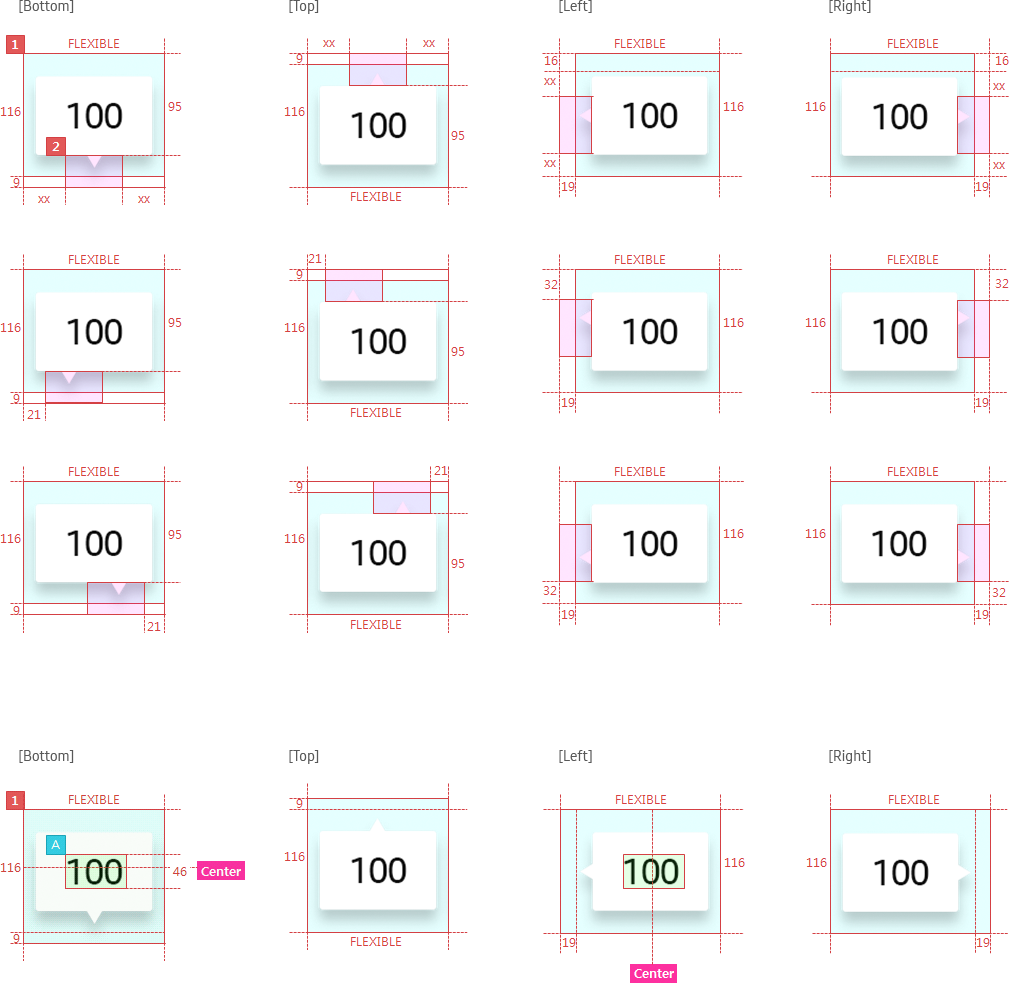 [Bottom] [Top] [Left] [Right]
1 FLEXIBLE xx xx FLEXIBLE FLEXIBLE
9 16 16
xx xx
116 100 95 116 100 95 100 116 116 100
2
xx xx
9 19 19
xx xx FLEXIBLE
FLEXIBLE 21 FLEXIBLE FLEXIBLE
9 32 32
116 100 95 116 100 95 100 116 116 100
9 19 19
21 FLEXIBLE
FLEXIBLE 21 FLEXIBLE FLEXIBLE
9
116 100 95 116 100 95 100 116 116 100
32 32
9 19 19
21 FLEXIBLE
[Bottom] [Top] [Left] [Right]
1 FLEXIBLE 9 FLEXIBLE FLEXIBLE
A
116 100 46 Center 116 100 100 116 116 100
9 FLEXIBLE 19 19
Center